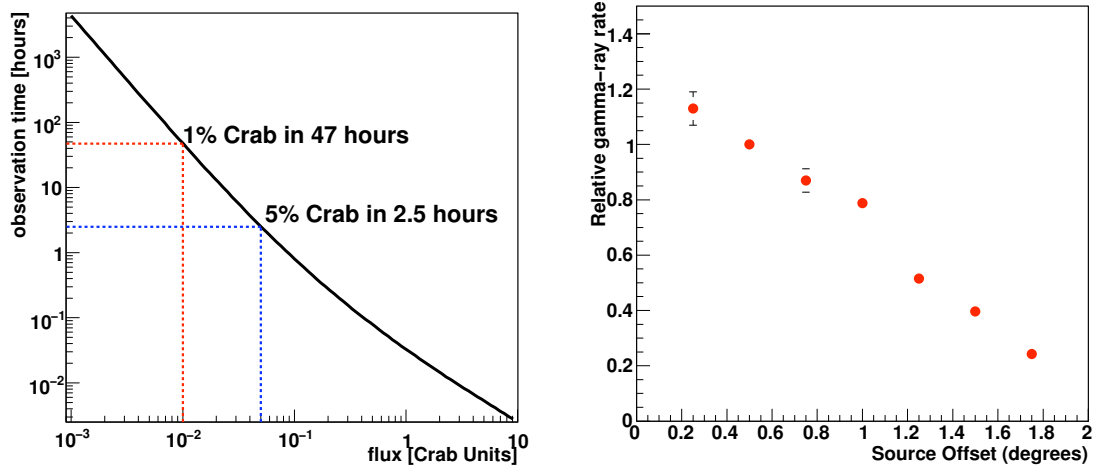 observation time [hours]
10³
10²
10
1
10⁻¹
10⁻²
1% Crab in 47 hours
5% Crab in 2.5 hours
10⁻³ 10⁻² 10⁻¹ 1 10
flux [Crab Units]
Relative gamma-ray rate
1.4
1.2
1
0.8
0.6
0.4
0.2
0
0 0.2 0.4 0.6 0.8 1 1.2 1.4 1.6 1.8 2
Source Offset (degrees)